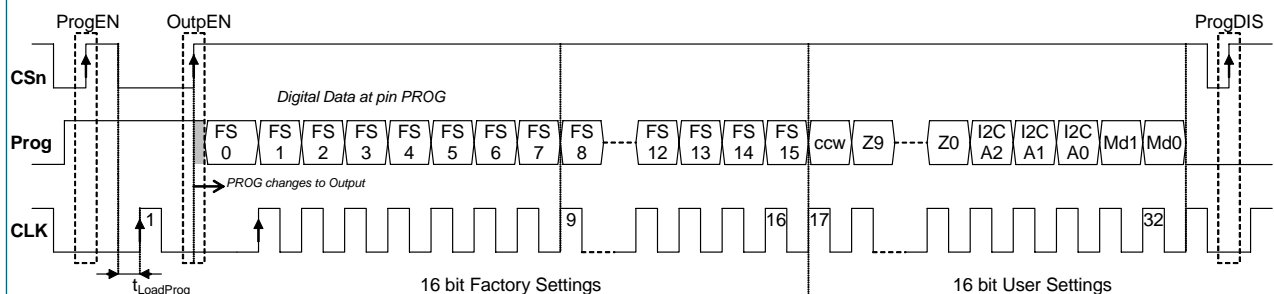 ProgEN OutpEN ProgDIS
CSn
Digital Data at pin PROG
Prog FS 0 FS 1 FS 2 FS 3 FS 4 FS 5 FS 6 FS 7 FS 8 FS 12 FS 13 FS 14 FS 15 ccw Z9 Z0 I2C A2 I2C A1 I2C A0 Md1 Md0
PROG changes to Output
CLK 1 9 16 17 32
tLoadProg 16 bit Factory Settings 16 bit User Settings